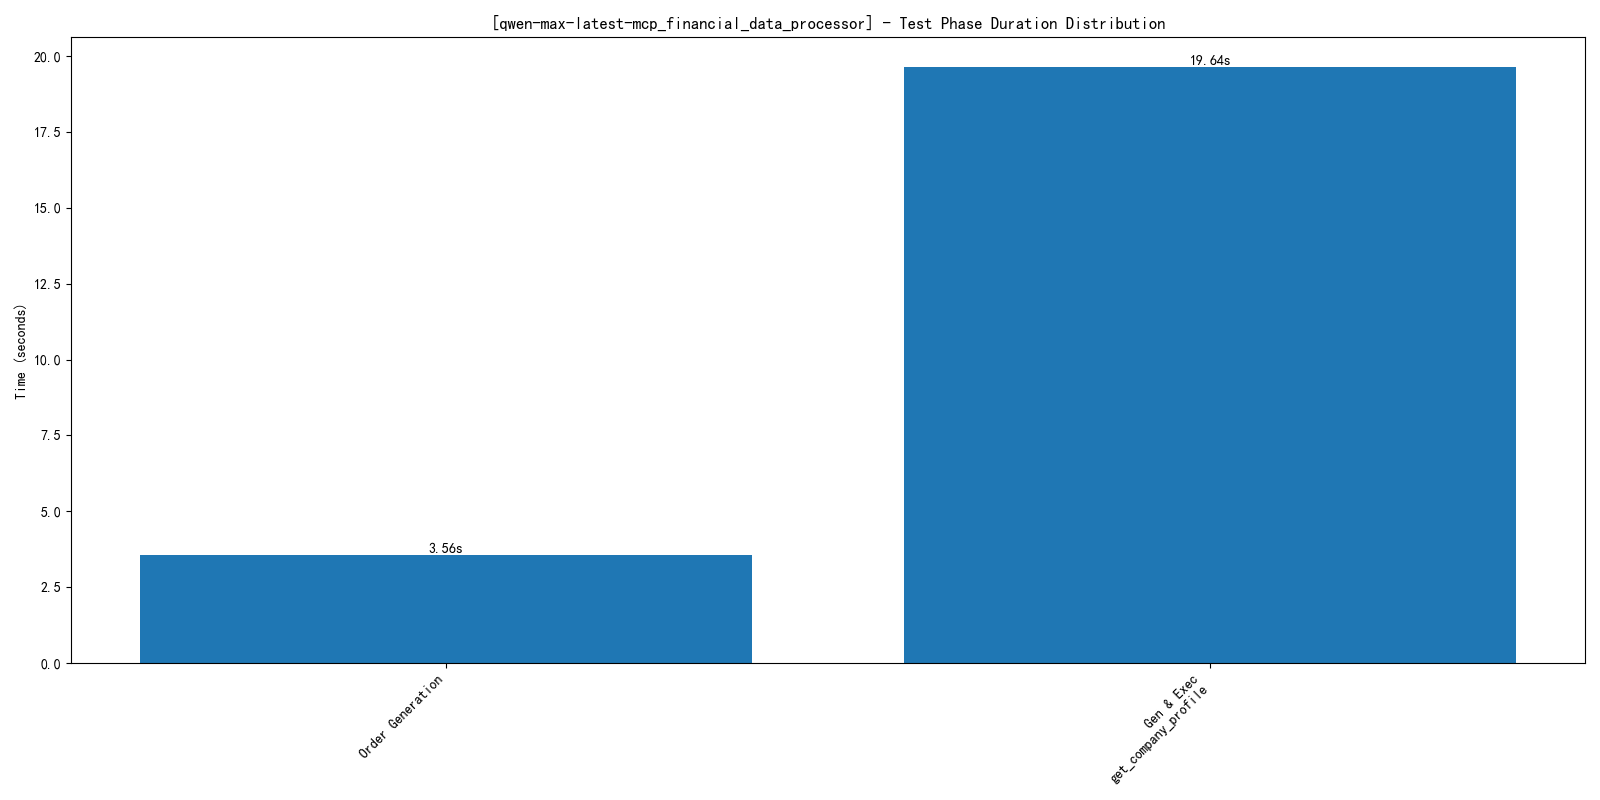 [qwen-max-latest-mcp_financial_data_processor] - Test Phase Duration Distribution
Time (seconds)
20.0
17.5
15.0
12.5
10.0
7.5
5.0
2.5
0.0
3.56s
19.64s
Order Generation
Gen & Exec
get_company_profile